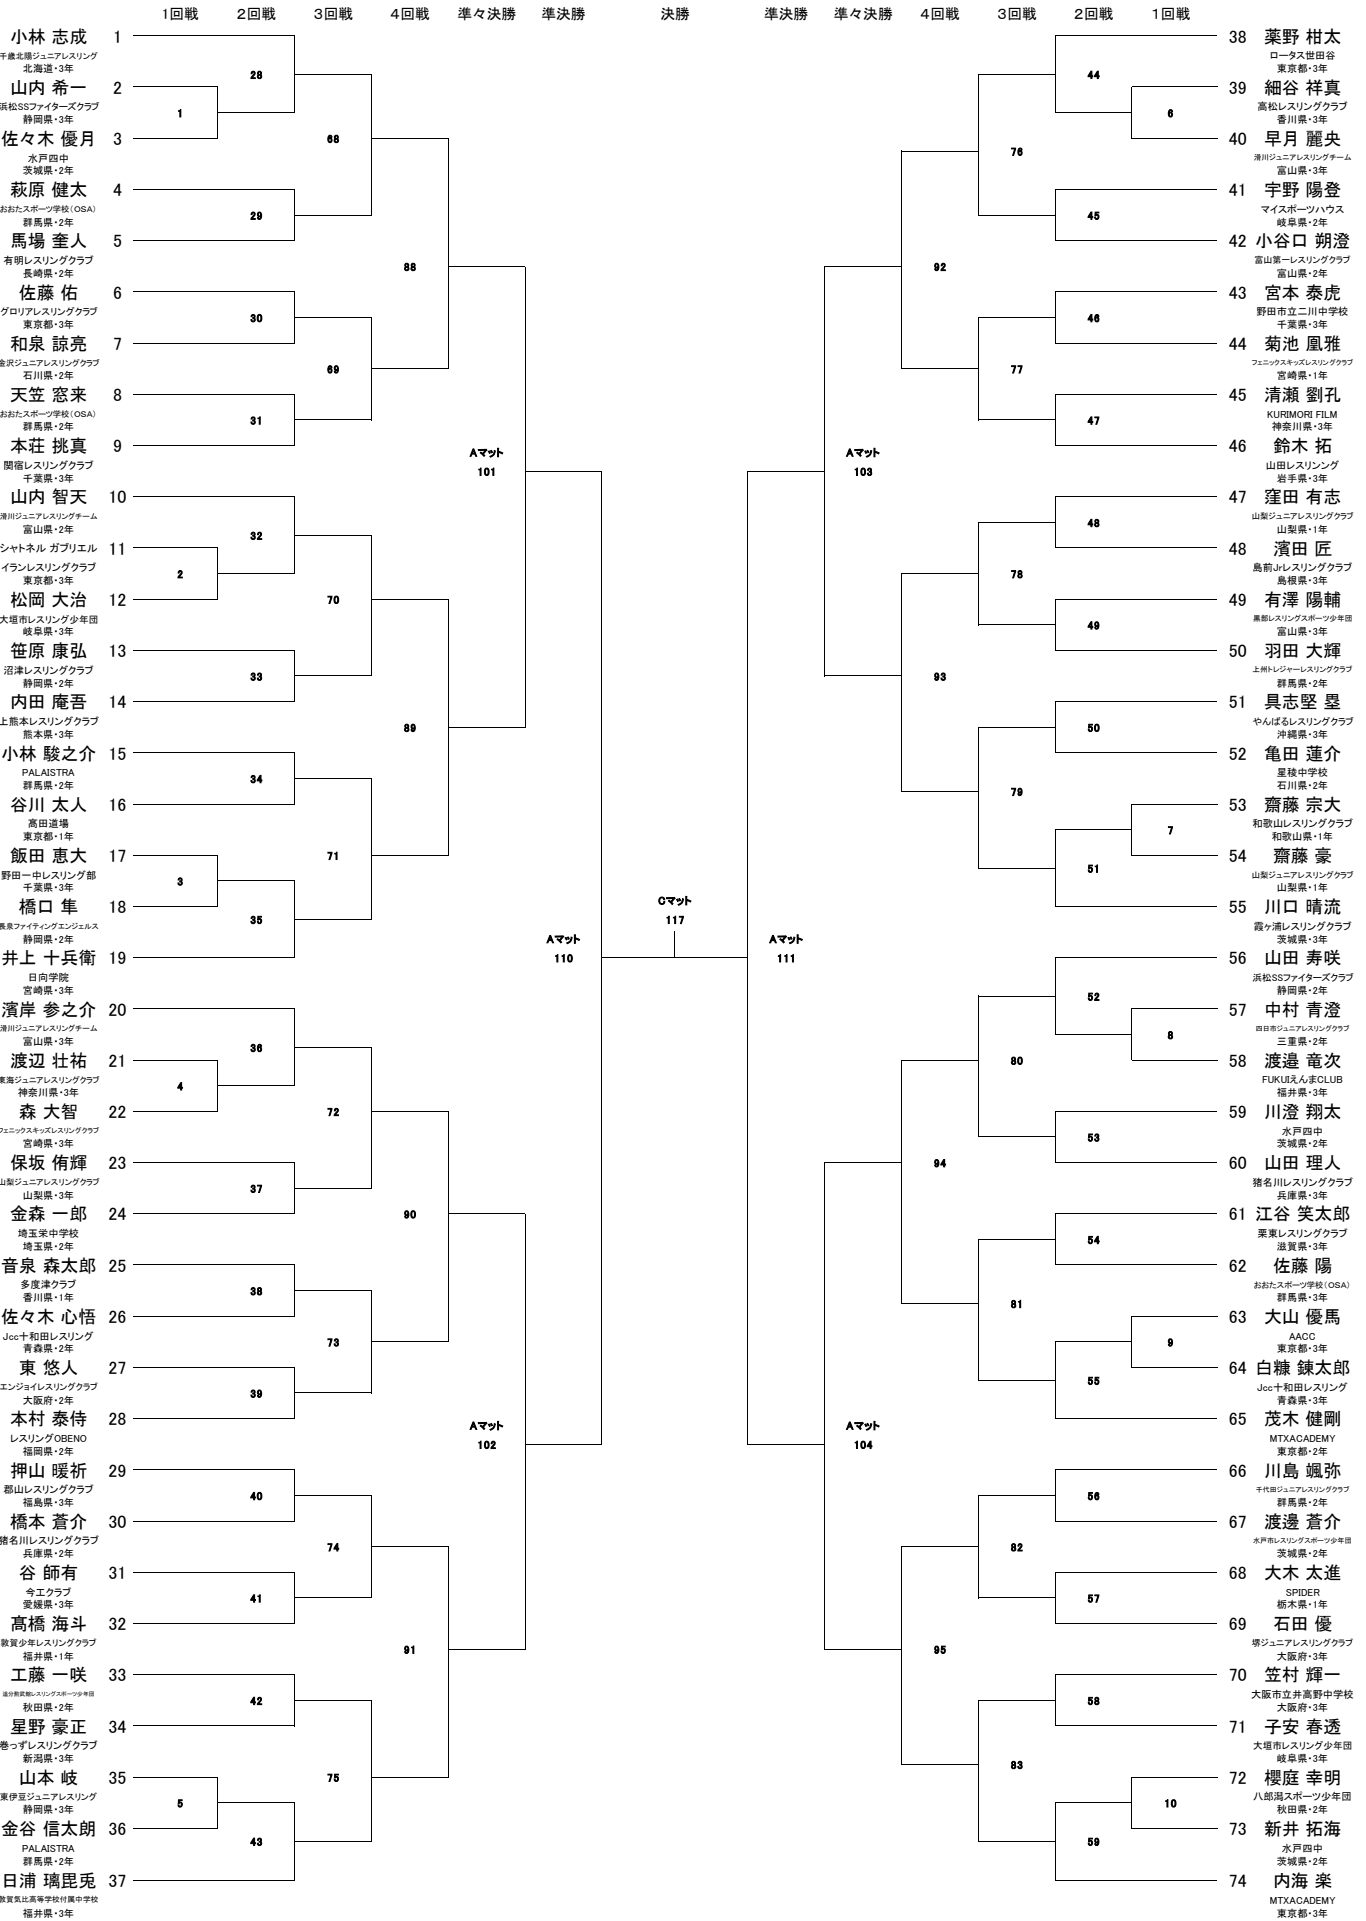 1回戦 2回戦 3回戦 4回戦 準々決勝 準決勝 決勝 準決勝 準々決勝 4回戦 3回戦 2回戦 1回戦
小林 志成 1
千歳北陽ジュニアレスリング
北海道・3年
山内 希一 2
浜松SSファイターズクラブ
静岡県・3年
佐々木 優月 3
水戸四中
茨城県・2年
萩原 健太 4
おおたスポーツ学校(OSA)
群馬県・2年
馬場 奎人 5
有明レスリングクラブ
長崎県・2年
佐藤 佑 6
グロリアレスリングクラブ
東京都・3年
和泉 諒亮 7
金沢ジュニアレスリングクラブ
石川県・2年
天笠 窓来 8
おおたスポーツ学校(OSA)
群馬県・2年
本荘 挑真 9
関宿レスリングクラブ
千葉県・3年
山内 智天 10
滑川ジュニアレスリングチーム
富山県・2年
シャトネル ガブリエル 11
イランレスリングクラブ
東京都・3年
松岡 大治 12
大垣市レスリング少年団
岐阜県・3年
笹原 康弘 13
沼津レスリングクラブ
静岡県・2年
内田 庵吾 14
上熊本レスリングクラブ
熊本県・3年
小林 駿之介 15
PALAISTRA
群馬県・2年
谷川 太人 16
高田道場
東京都・1年
飯田 恵大 17
野田一中レスリング部
千葉県・3年
橋口 隼 18
長泉ファイティングエンジェルス
静岡県・2年
井上 十兵衛 19
日向学院
宮崎県・3年
濱岸 参之介 20
滑川ジュニアレスリングチーム
富山県・3年
渡辺 壮祐 21
東海ジュニアレスリングクラブ
神奈川県・3年
森 大智 22
フェニックスキッズレスリングクラブ
宮崎県・3年
保坂 侑輝 23
山梨ジュニアレスリングクラブ
山梨県・3年
金森 一郎 24
埼玉栄中学校
埼玉県・2年
音泉 森太郎 25
多度津クラブ
香川県・1年
佐々木 心悟 26
Jcc十和田レスリング
青森県・2年
東 悠人 27
エンジョイレスリングクラブ
大阪府・2年
本村 泰侍 28
レスリングOBENO
福岡県・2年
押山 暖祈 29
郡山レスリングクラブ
福島県・3年
橋本 蒼介 30
猪名川レスリングクラブ
兵庫県・2年
谷 師有 31
今工クラブ
愛媛県・3年
髙橋 海斗 32
敦賀少年レスリングクラブ
福井県・1年
工藤 一咲 33
秋田県・2年
星野 豪正 34
巻っずレスリングクラブ
新潟県・3年
山本 岐 35
東伊豆ジュニアレスリング
静岡県・3年
金谷 信太朗 36
PALAISTRA
群馬県・2年
日浦 璃毘兎 37
敦賀気比高等学校付属中学校
福井県・3年
1
2
3
4
5
28
29
30
31
32
33
34
35
36
37
38
39
40
41
42
43
68
69
70
71
72
73
74
75
88
89
90
91
Aマット
101
Aマット
102
Aマット
110
Cマット
117
Aマット
111
Aマット
103
Aマット
104
92
93
94
95
76
77
78
79
80
81
82
83
44
45
46
47
48
49
50
51
52
53
54
55
56
57
58
59
6
7
8
9
10
38 薬野 柑太
ロータス世田谷
東京都・3年
39 細谷 祥真
高松レスリングクラブ
香川県・3年
40 早月 麗央
滑川ジュニアレスリングチーム
富山県・3年
41 宇野 陽登
マイスポーツハウス
岐阜県・2年
42 小谷口 朔澄
富山第一レスリングクラブ
富山県・2年
43 宮本 泰虎
野田市立二川中学校
千葉県・3年
44 菊池 凰雅
フェニックスキッズレスリングクラブ
宮崎県・1年
45 清瀬 劉孔
KURIMORI FILM
神奈川県・3年
46 鈴木 拓
山田レスリンング
岩手県・3年
47 窪田 有志
山梨ジュニアレスリングクラブ
山梨県・1年
48 濱田 匠
島前Jrレスリングクラブ
島根県・3年
49 有澤 陽輔
黒部レスリングスポーツ少年団
富山県・3年
50 羽田 大輝
上州トレジャーレスリングクラブ
群馬県・2年
51 具志堅 塁
やんばるレスリングクラブ
沖縄県・3年
52 亀田 蓮介
星稜中学校
石川県・2年
53 齋藤 宗大
和歌山レスリングクラブ
和歌山県・1年
54 齋藤 豪
山梨ジュニアレスリングクラブ
山梨県・1年
55 川口 晴流
霞ヶ浦レスリングクラブ
茨城県・3年
56 山田 寿咲
浜松SSファイターズクラブ
静岡県・2年
57 中村 青澄
四日市ジュニアレスリングクラブ
三重県・2年
58 渡邉 竜次
FUKUIえんまCLUB
福井県・3年
59 川澄 翔太
水戸四中
茨城県・2年
60 山田 理人
猪名川レスリングクラブ
兵庫県・3年
61 江谷 笑太郎
栗東レスリングクラブ
滋賀県・3年
62 佐藤 陽
おおたスポーツ学校(OSA)
群馬県・3年
63 大山 優馬
AACC
東京都・3年
64 白糠 錬太郎
Jcc十和田レスリング
青森県・3年
65 茂木 健剛
MTXACADEMY
東京都・2年
66 川島 颯弥
千代田ジュニアレスリングクラブ
群馬県・2年
67 渡邊 蒼介
水戸市レスリングスポーツ少年団
茨城県・2年
68 大木 太進
SPIDER
栃木県・1年
69 石田 優
堺ジュニアレスリングクラブ
大阪府・3年
70 笠村 輝一
大阪市立井高野中学校
大阪府・3年
71 子安 春透
大垣市レスリング少年団
岐阜県・3年
72 櫻庭 幸明
八郎潟スポーツ少年団
秋田県・2年
73 新井 拓海
水戸四中
茨城県・2年
74 内海 楽
MTXACADEMY
東京都・3年